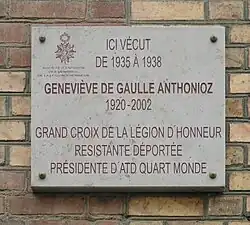 ICI VÉCUT
DE 1935 À 1938
GENEVIÈVE DE GAULLE ANTHONIOZ
1920-2002
GRAND CROIX DE LA LÉGION D'HONNEUR
RESISTANTE DÉPORTÉE
PRÉSIDENTE D'ATD QUART MONDE